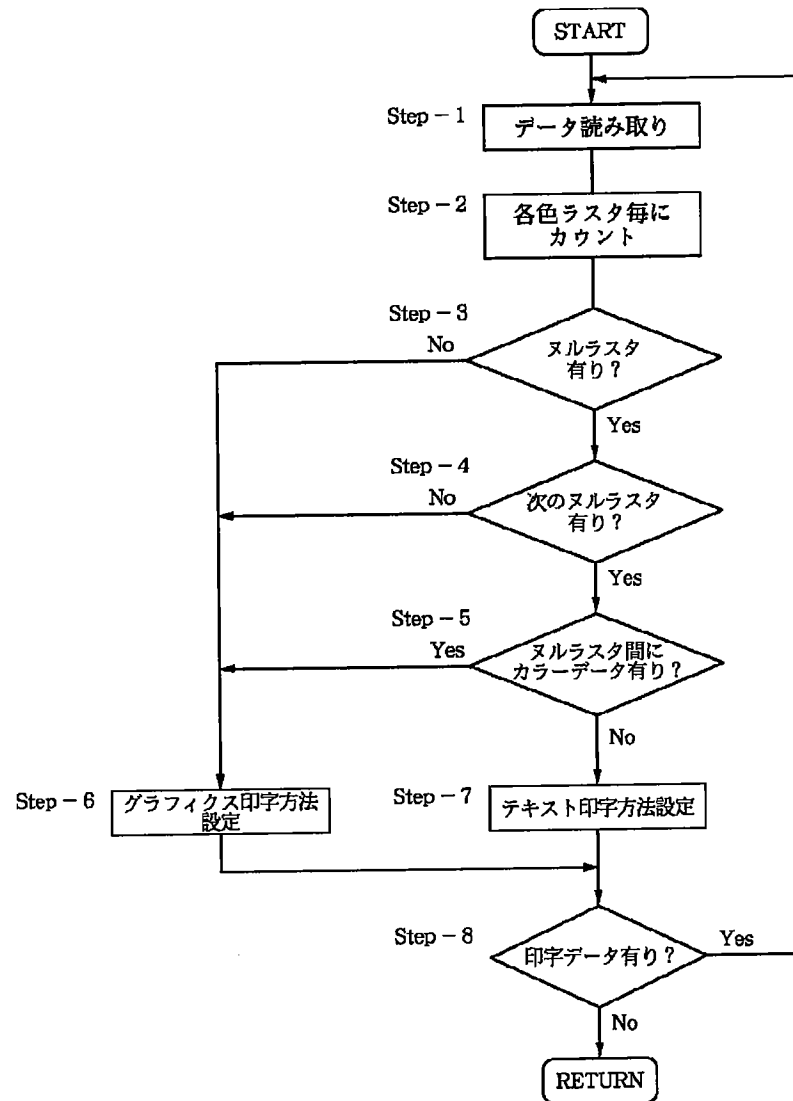 START
Step－1
データ読み取り
Step－2
各色ラスタ毎に
カウント
Step－3
No
ヌルラスタ
有り？
Yes
Step－4
No
次のヌルラスタ
有り？
Yes
Step－5
Yes
ヌルラスタ間に
カラーデータ有り？
No
Step－6
グラフィクス印字方法
設定
Step－7
テキスト印字方法設定
Step－8
印字データ有り？
Yes
No
RETURN